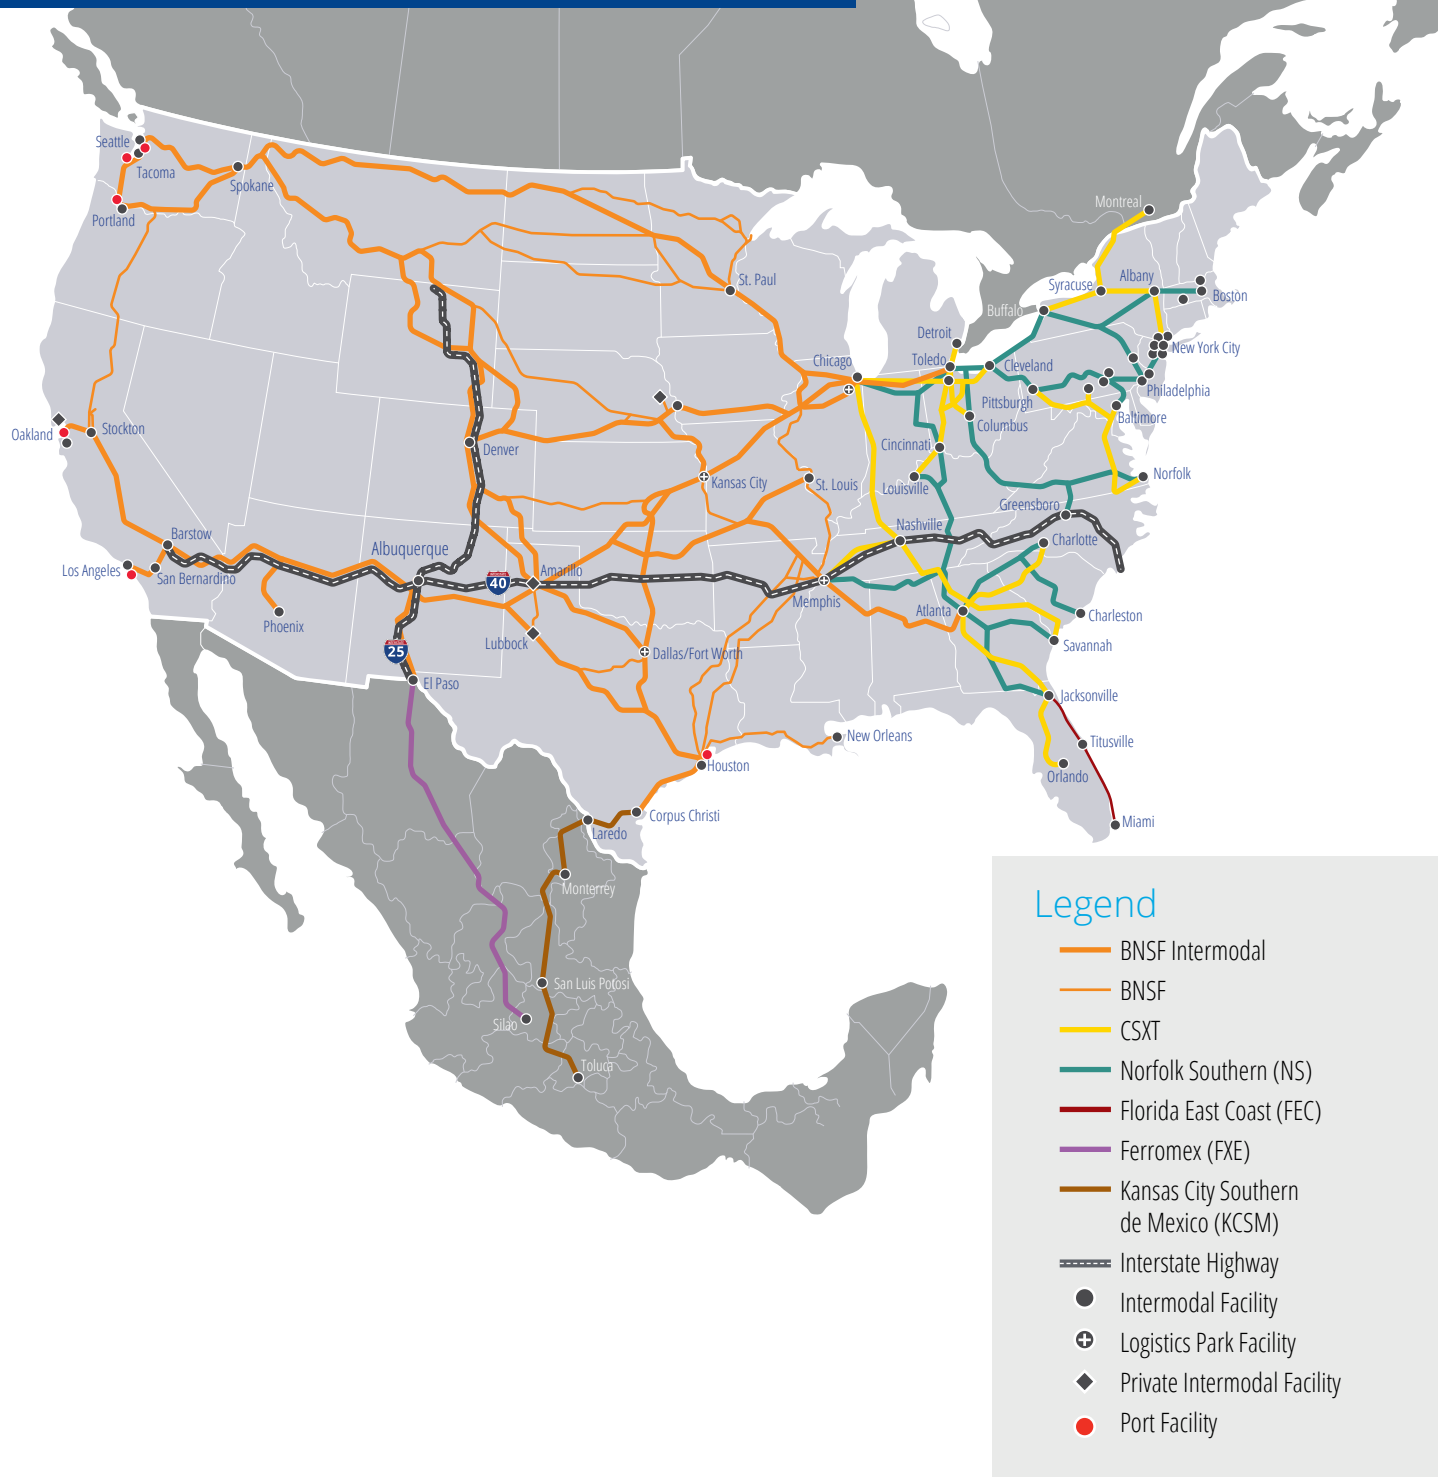 Seattle
Tacoma
Spokane
Portland
Montreal
St. Paul
Syracuse
Albany
Boston
Buffalo
Detroit
New York City
Chicago
Toledo
Cleveland
Philadelphia
Pittsburgh
Baltimore
Oakland
Stockton
Columbus
Denver
Cincinnati
Kansas City
St. Louis
Louisville
Norfolk
Greensboro
Barstow
Nashville
Charlotte
Albuquerque
Los Angeles
San Bernardino
40
Amarillo
Memphis
Atlanta
Charleston
Phoenix
Lubbock
25
Dallas/Fort Worth
Savannah
El Paso
Jacksonville
New Orleans
Titusville
Houston
Orlando
Corpus Christi
Laredo
Miami
Monterrey
San Luis Potosi
Silao
Toluca
Legend
BNSF Intermodal
BNSF
CSXT
Norfolk Southern (NS)
Florida East Coast (FEC)
Ferromex (FXE)
Kansas City Southern
de Mexico (KCSM)
Interstate Highway
Intermodal Facility
Logistics Park Facility
Private Intermodal Facility
Port Facility